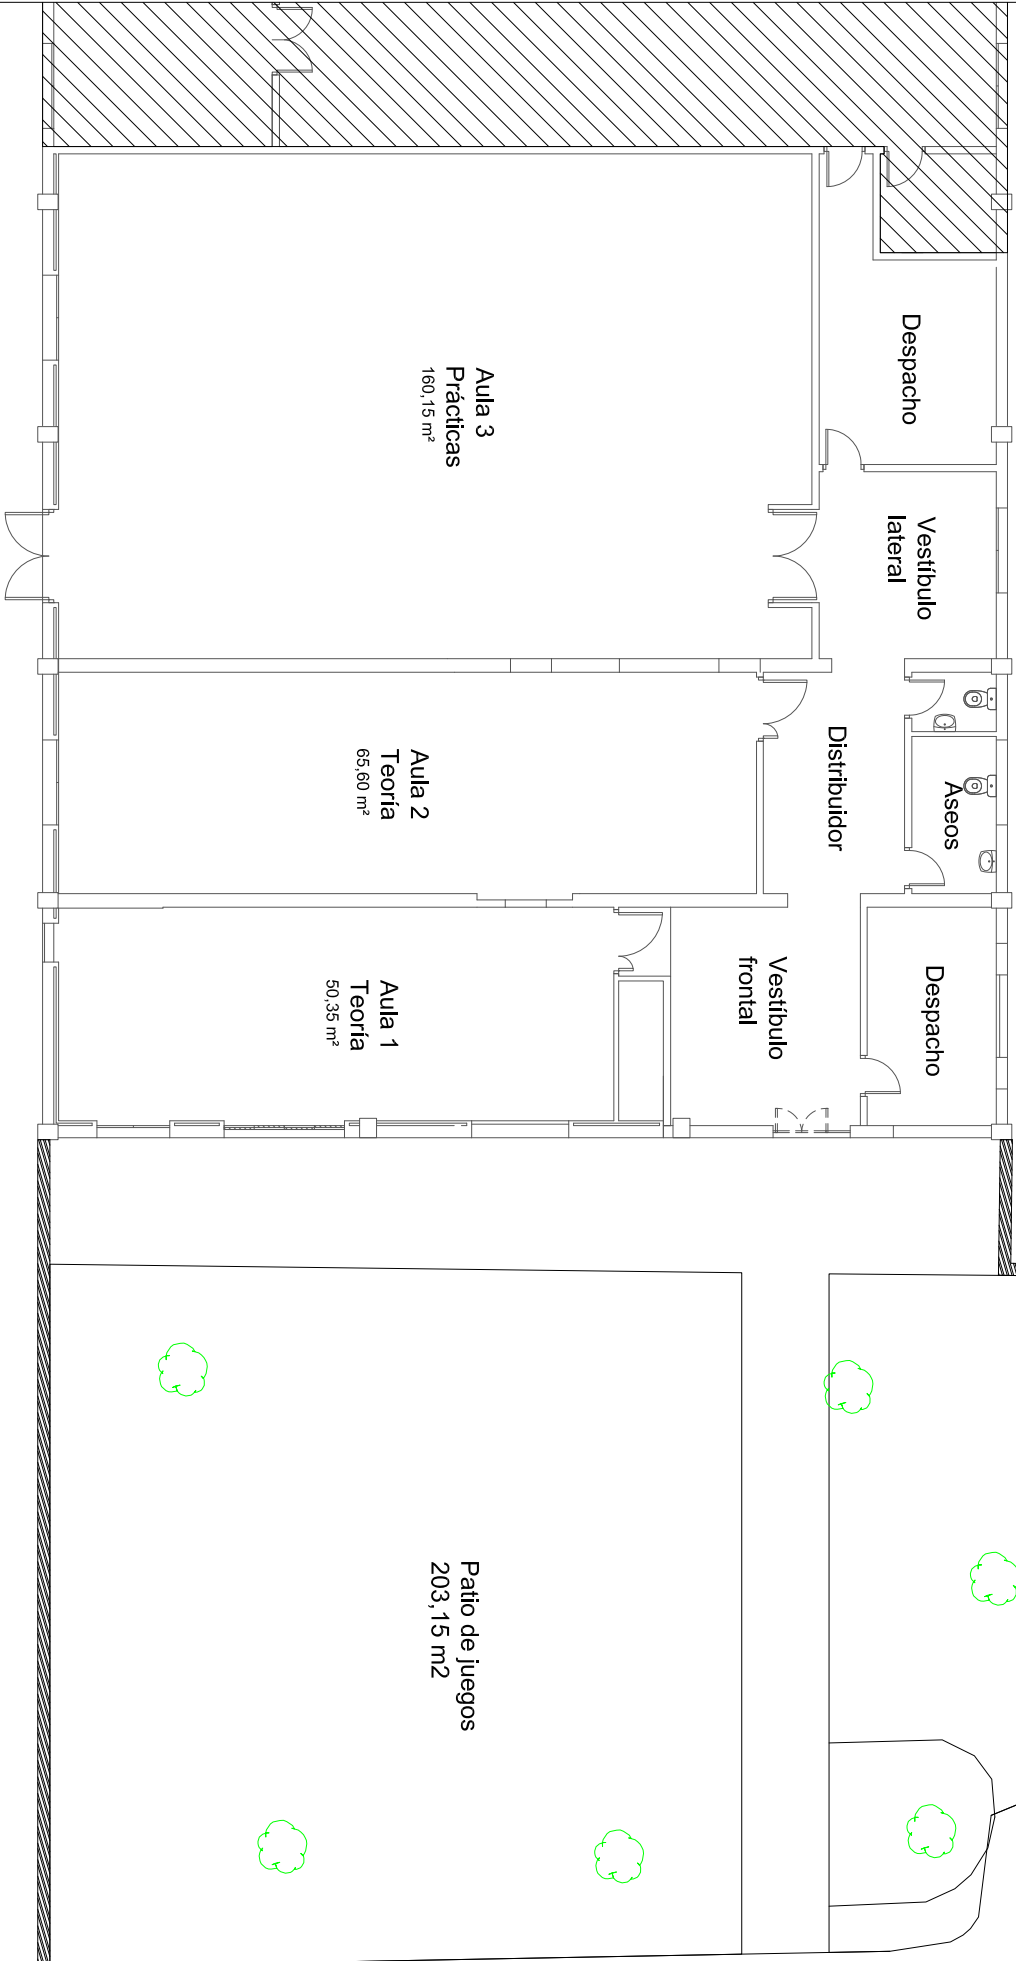 Despacho
Aula 3
Prácticas
160,15 m²
Vestíbulo
lateral
Distribuidor
Aseos
Aula 2
Teoría
65,60 m²
Despacho
Vestíbulo
frontal
Aula 1
Teoría
50,35 m²
Patio de juegos
203,15 m2